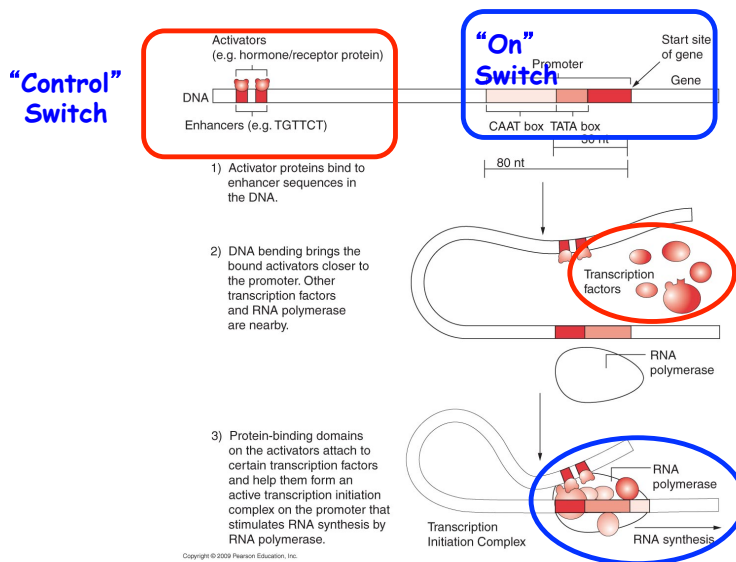 "Control"
Switch
Activators
(e.g. hormone/receptor protein)
DNA
Enhancers (e.g. TGTTCT)
"On"
Switch
Promoter
Start site
of gene
Gene
CAAT box
TATA box
30 nt
80 nt
1) Activator proteins bind to
enhancer sequences in
the DNA.
2) DNA bending brings the
bound activators closer to
the promoter. Other
transcription factors
and RNA polymerase
are nearby.
Transcription
factors
RNA
polymerase
3) Protein-binding domains
on the activators attach to
certain transcription factors
and help them form an
active transcription initiation
complex on the promoter that
stimulates RNA synthesis by
RNA polymerase.
RNA
polymerase
Transcription
Initiation Complex
RNA synthesis
Copyright © 2009 Pearson Education, Inc.